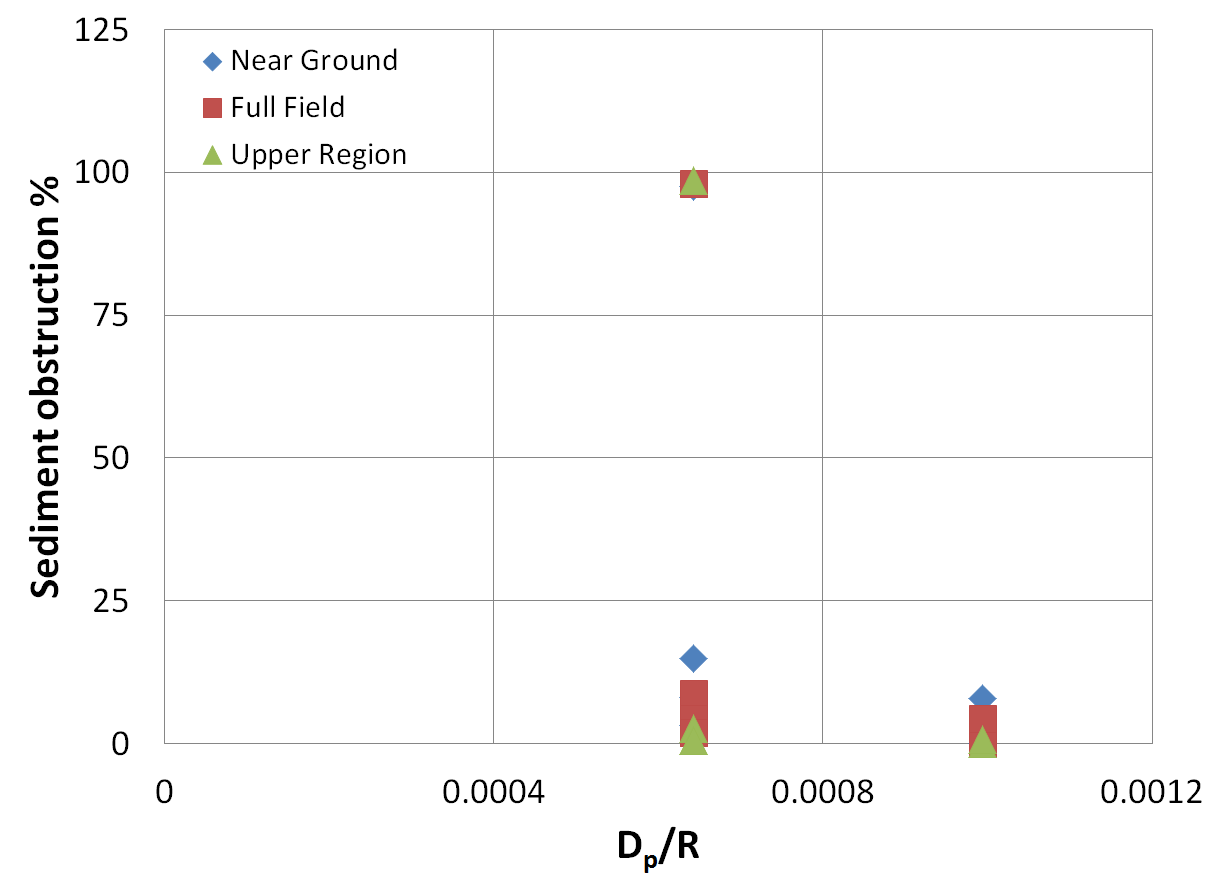 125
Near Ground
Full Field
Upper Region
100
75
50
25
0
Sediment obstruction %
0 0.0004 0.0008 0.0012
Dp/R